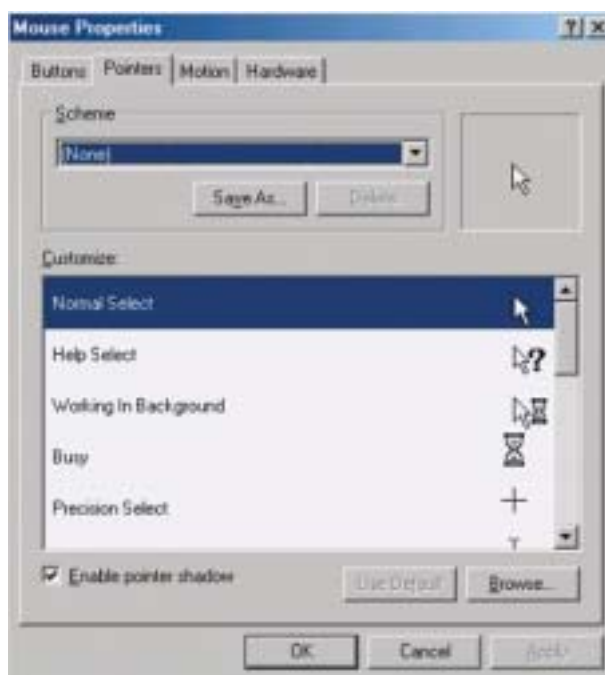 Mouse Properties
Buttons
Pointers
Motion
Hardware
Scheme
(None)
Save As...
Delete
Customize:
Normal Select
Help Select
Working In Background
Busy
Precision Select
Enable pointer shadow
Use Default
Browse...
OK
Cancel
Apply